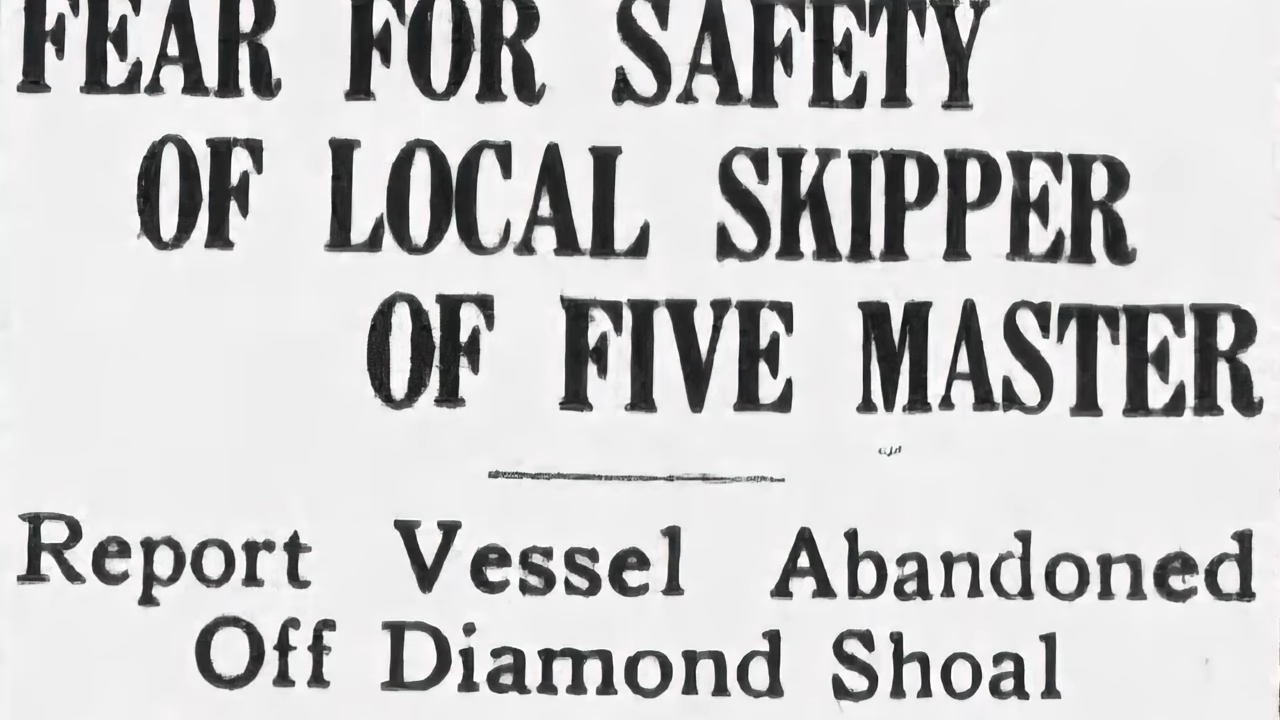 FEAR FOR SAFETY
OF LOCAL SKIPPER
OF FIVE MASTER
Report Vessel Abandoned
Off Diamond Shoal